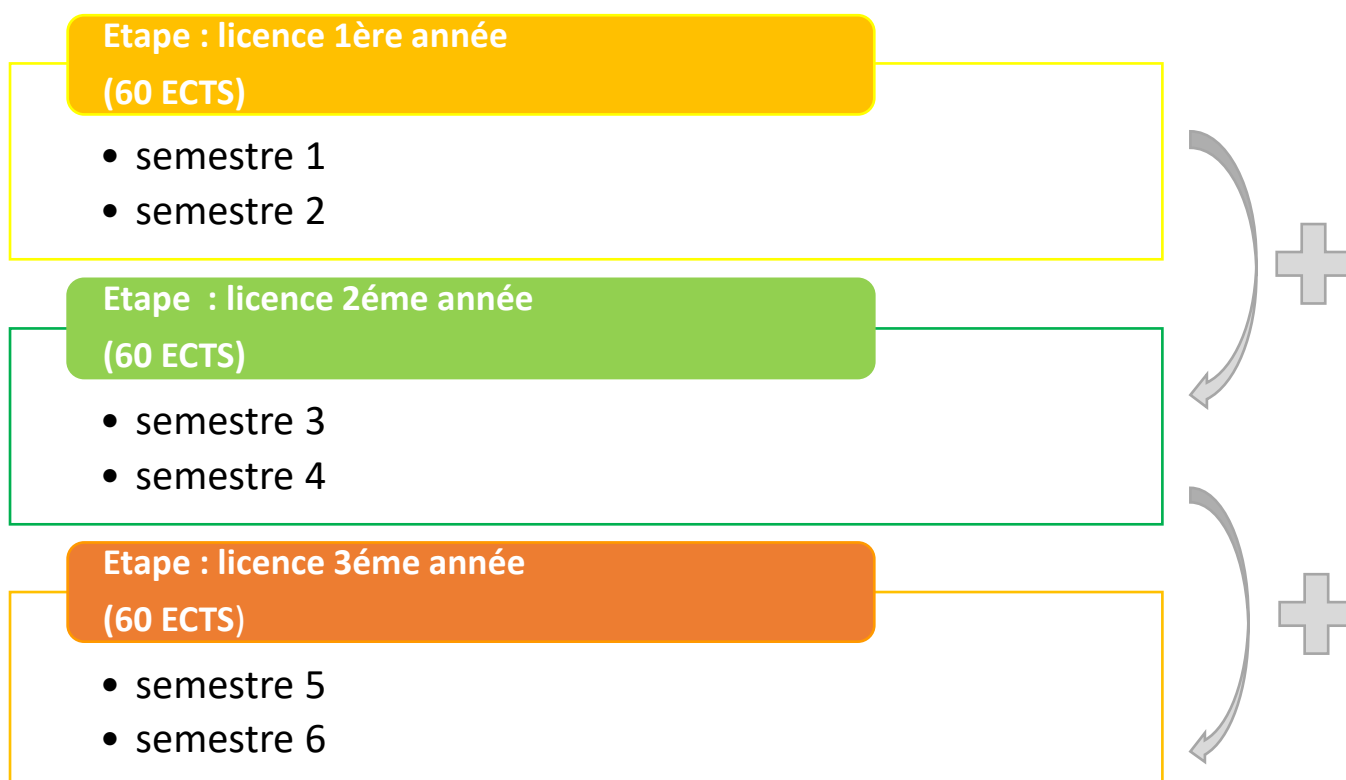 Etape : licence 1ère année
(60 ECTS)
• semestre 1
• semestre 2
Etape  : licence 2éme année
(60 ECTS)
• semestre 3
• semestre 4
Etape : licence 3éme année
(60 ECTS)
• semestre 5
• semestre 6